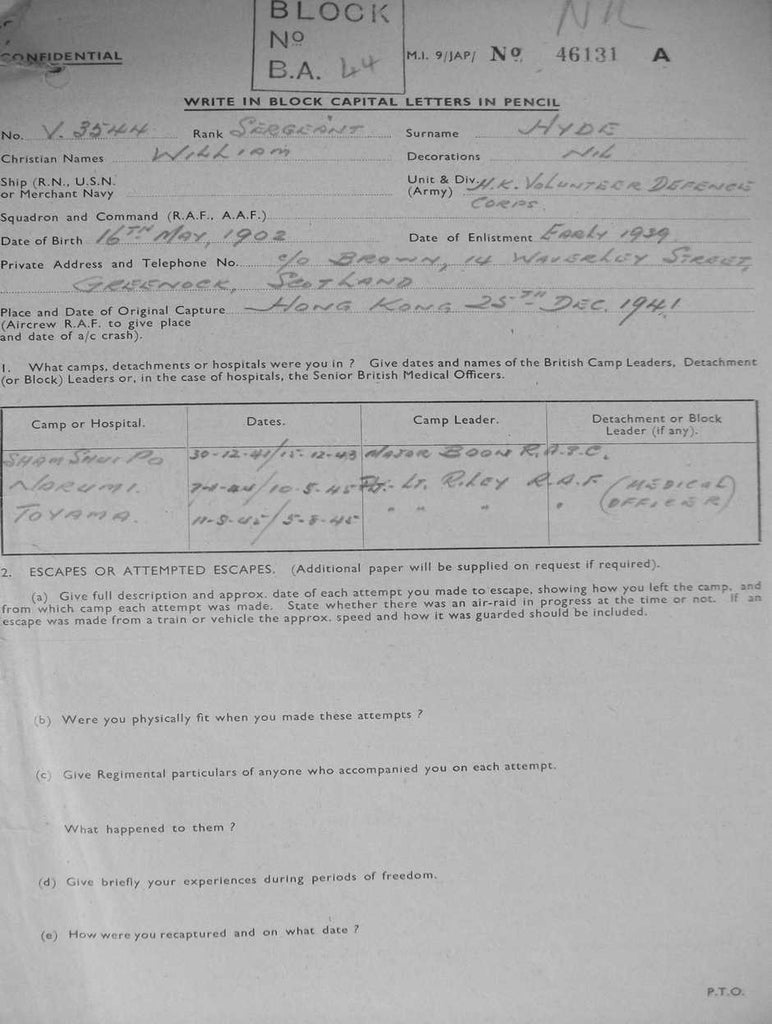 BLOCK
Nº
B.A. 44
NIL
CONFIDENTIAL
M.I. 9/JAP/ Nº 46131 A
WRITE IN BLOCK CAPITAL LETTERS IN PENCIL
No. V. 3544 Rank SERGEANT Surname HYDE
Christian Names WILLIAM Decorations NIL
Ship (R.N., U.S.N. or Merchant Navy
Unit & Div. (Army) H.K. VOLUNTEER DEFENCE CORPS.
Squadron and Command (R.A.F., A.A.F.)
Date of Birth 16TH MAY, 1902 Date of Enlistment EARLY 1939
Private Address and Telephone No. c/o BROWN, 14 WAVERLEY STREET,
GREENOCK, SCOTLAND
Place and Date of Original Capture HONG KONG 25TH DEC. 1941
(Aircrew R.A.F. to give place
and date of a/c crash).
1. What camps, detachments or hospitals were you in ? Give dates and names of the British Camp Leaders, Detachment
(or Block) Leaders or, in the case of hospitals, the Senior British Medical Officers.
Camp or Hospital. Dates. Camp Leader. Detachment or Block Leader (if any).
SHAM SHUI PO 30-12-41/15-12-43 MAJOR BOON R.A.S.C.
NARUMI. 10-5-45 LT. RILEY R.A.F (MEDICAL OFFICER)
TOYAMA. " " "
2. ESCAPES OR ATTEMPTED ESCAPES. (Additional paper will be supplied on request if required).
(a) Give full description and approx. date of each attempt you made to escape, showing how you left the camp, and
from which camp each attempt was made. State whether there was an air-raid in progress at the time or not. If an
escape was made from a train or vehicle the approx. speed and how it was guarded should be included.
(b) Were you physically fit when you made these attempts ?
(c) Give Regimental particulars of anyone who accompanied you on each attempt.
What happened to them ?
(d) Give briefly your experiences during periods of freedom.
(e) How were you recaptured and on what date ?
P.T.O.